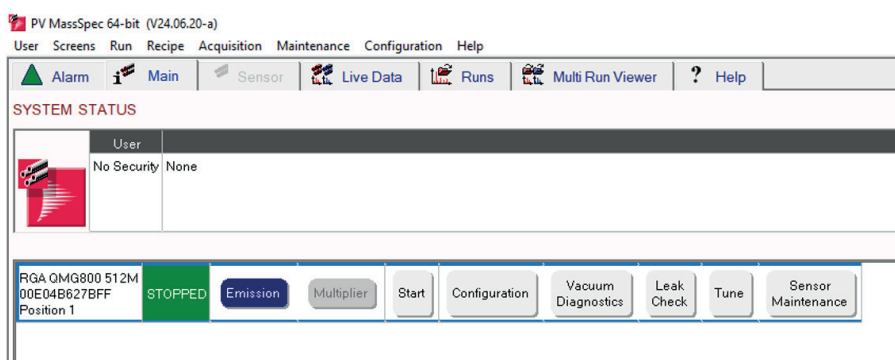 PV MassSpec 64-bit (V24.06.20-a)
User Screens Run Recipe Acquisition Maintenance Configuration Help
Alarm Main Sensor Live Data Runs Multi Run Viewer ? Help
SYSTEM STATUS
User
No Security None
RGA QMG800 512M
00E04B627BFF
Position 1
STOPPED
Emission
Multiplier
Start
Configuration
Vacuum
Diagnostics
Leak
Check
Tune
Sensor
Maintenance